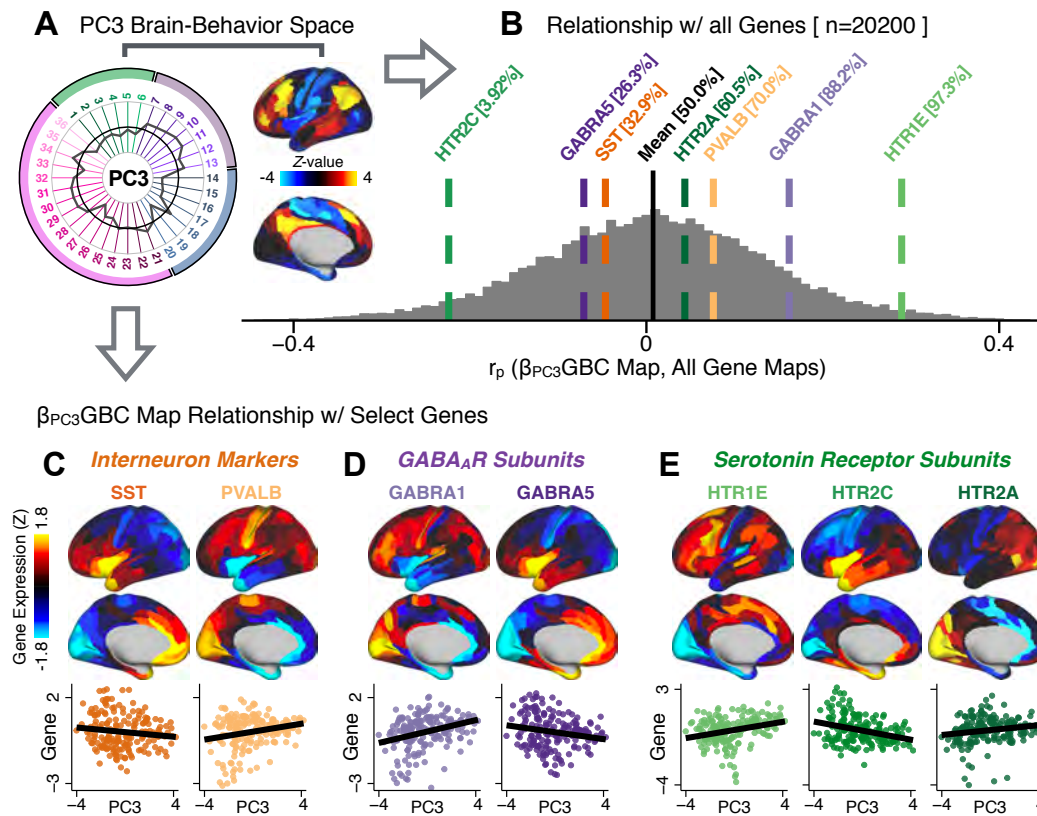 A PC3 Brain-Behavior Space
B Relationship w/ all Genes [ n=20200 ]
1 2 3 4 5 6 7 8 9 10 11 12 13 14 15 16 17 18 19 20 21 22 23 24 25 26 27 28 29 30 31 32 33 34 35 36
PC3
Z-value
-4 4
HTR2C [3.92%]
GABRA5 [26.3%]
SST [32.9%]
Mean [50.0%]
HTR2A [60.5%]
PVALB [70.0%]
GABRA1 [88.2%]
HTR1E [97.3%]
−0.4 0 0.4
rp (βPC3GBC Map, All Gene Maps)
βPC3GBC Map Relationship w/ Select Genes
C Interneuron Markers
SST PVALB
D GABAAR Subunits
GABRA1 GABRA5
E Serotonin Receptor Subunits
HTR1E HTR2C HTR2A
Gene Expression (Z)
-1.8 1.8
Gene
2
−3
−4 PC3 4
−4 PC3 4
Gene
2
−3
−4 PC3 4
−4 PC3 4
Gene
3
−4
−4 PC3 4
−4 PC3 4
−4 PC3 4